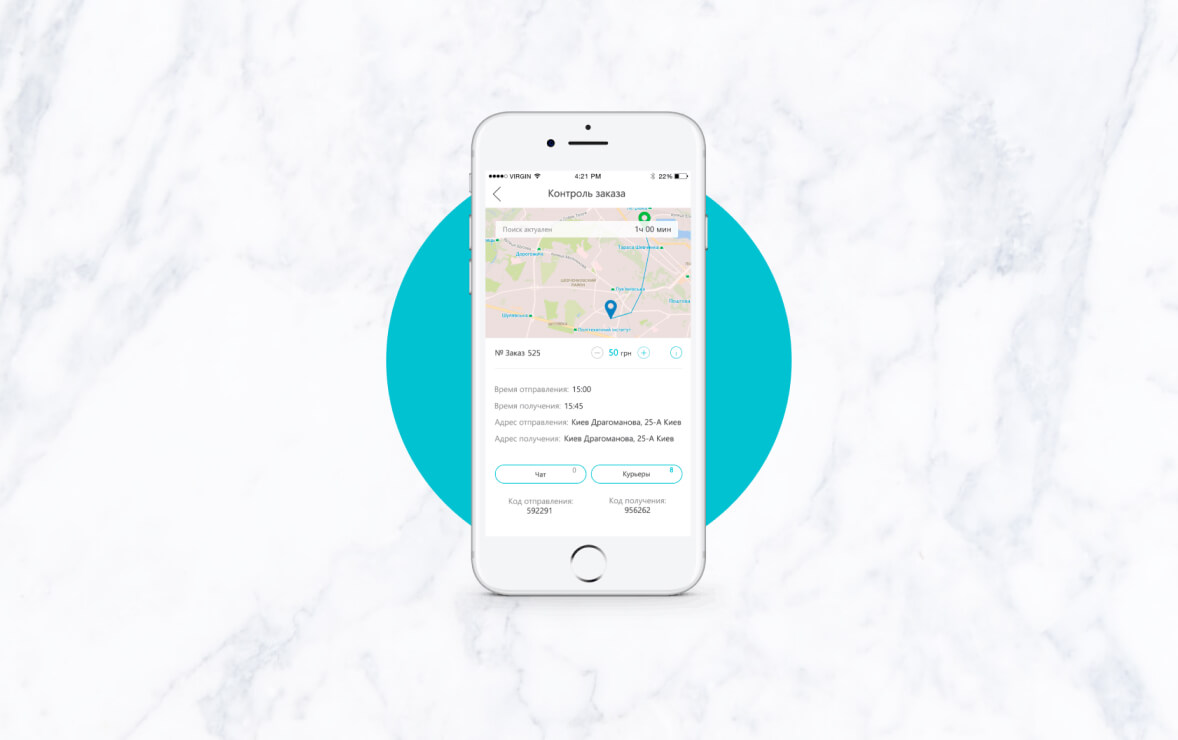 VIRGIN 4:21 PM 22%
Контроль заказа
Поиск актуален 1ч 00 мин
Тараса Шевченка
Дорогожичі
Лук'янівська
Шулявська
Політехнічний інститут
№ Заказ 525 50 грн
Время отправления: 15:00
Время получения: 15:45
Адрес отправления: Киев Драгоманова, 25-А Киев
Адрес получения: Киев Драгоманова, 25-А Киев
Чат 0 Курьеры 8
Код отправления: Код получения:
592291 956262